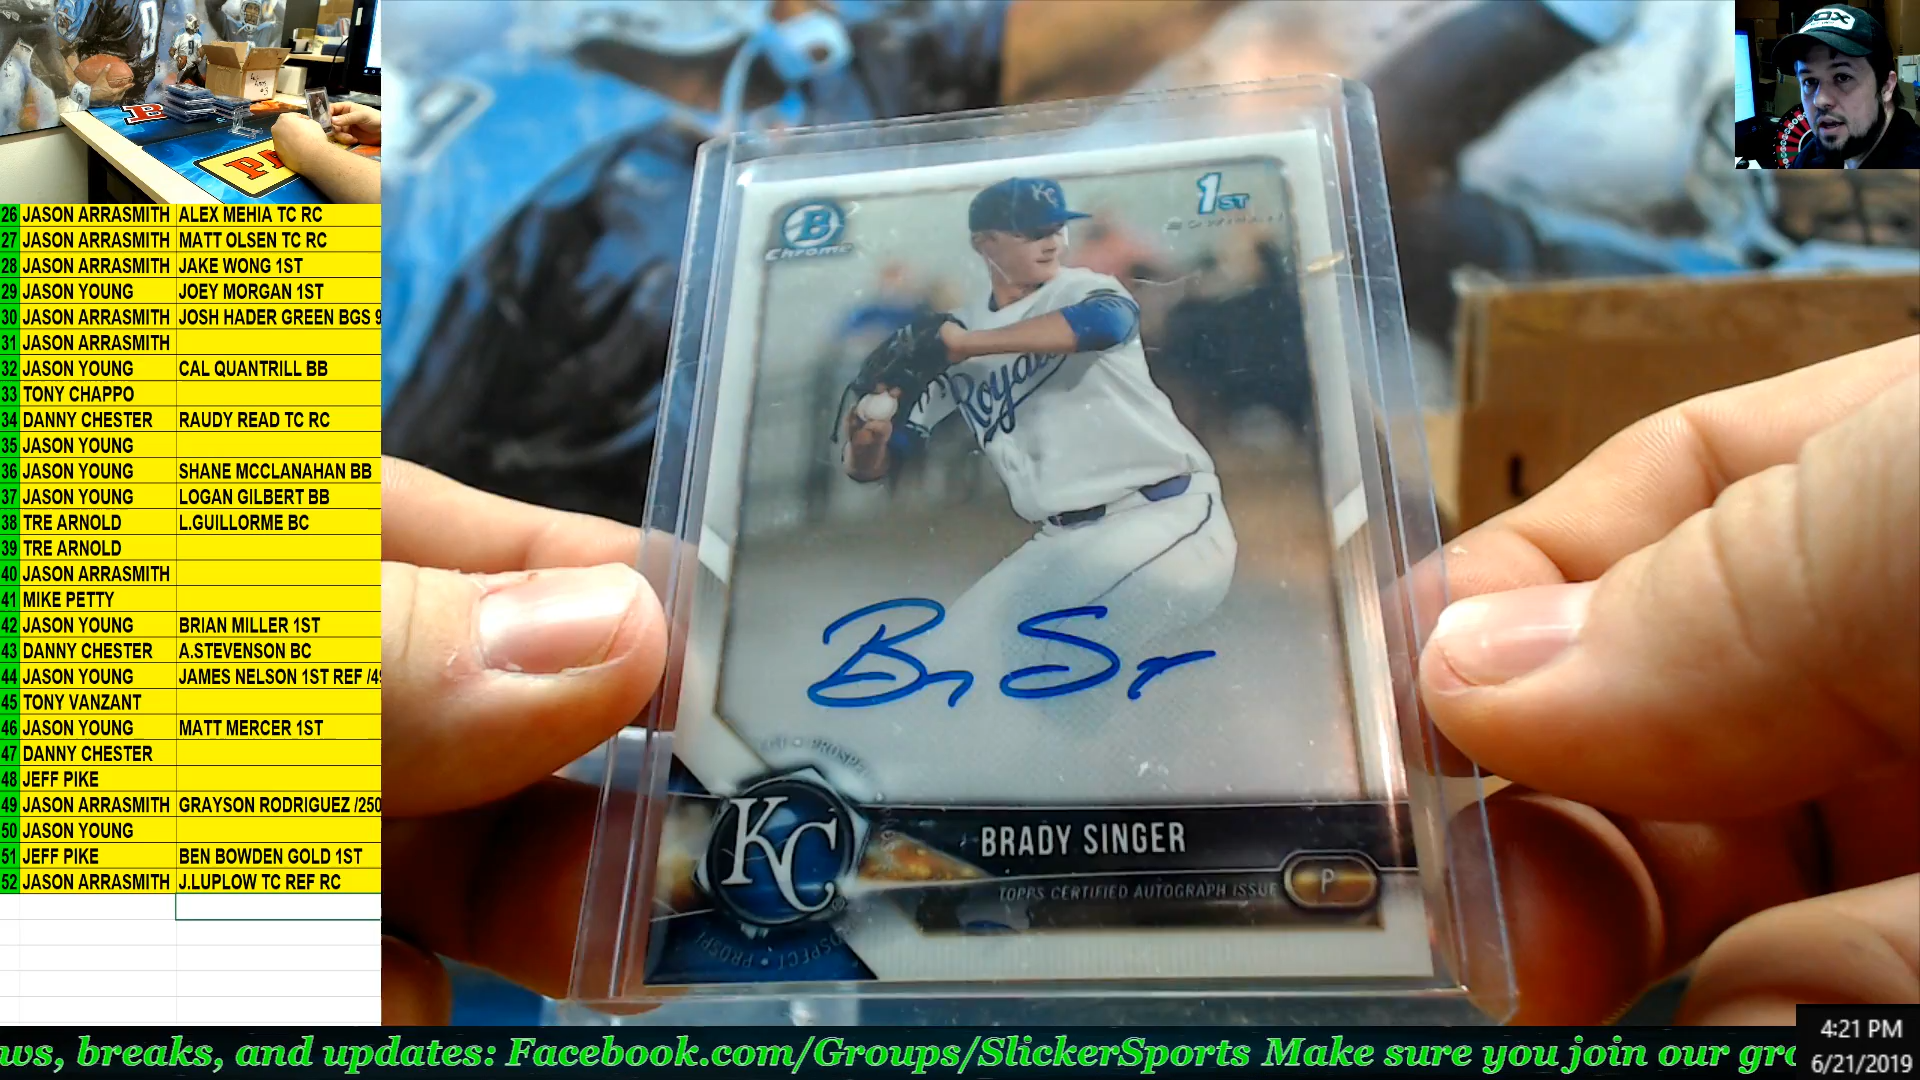 26 JASON ARRASMITH ALEX MEHIA TC RC
27 JASON ARRASMITH MATT OLSEN TC RC
28 JASON ARRASMITH JAKE WONG 1ST
29 JASON YOUNG JOEY MORGAN 1ST
30 JASON ARRASMITH JOSH HADER GREEN BGS 9
31 JASON ARRASMITH
32 JASON YOUNG CAL QUANTRILL BB
33 TONY CHAPPO
34 DANNY CHESTER RAUDY READ TC RC
35 JASON YOUNG
36 JASON YOUNG SHANE MCCLANAHAN BB
37 JASON YOUNG LOGAN GILBERT BB
38 TRE ARNOLD L.GUILLORME BC
39 TRE ARNOLD
40 JASON ARRASMITH
41 MIKE PETTY
42 JASON YOUNG BRIAN MILLER 1ST
43 DANNY CHESTER A.STEVENSON BC
44 JASON YOUNG JAMES NELSON 1ST REF /49
45 TONY VANZANT
46 JASON YOUNG MATT MERCER 1ST
47 DANNY CHESTER
48 JEFF PIKE
49 JASON ARRASMITH GRAYSON RODRIGUEZ /250
50 JASON YOUNG
51 JEFF PIKE BEN BOWDEN GOLD 1ST
52 JASON ARRASMITH J.LUPLOW TC REF RC
B
Chrome
1ST
BOWMAN
KC
Royals
KC
BRADY SINGER
TOPPS CERTIFIED AUTOGRAPH ISSUE
P
ws, breaks, and updates: Facebook.com/Groups/SlickerSports Make sure you join our gro
4:21 PM
6/21/2019